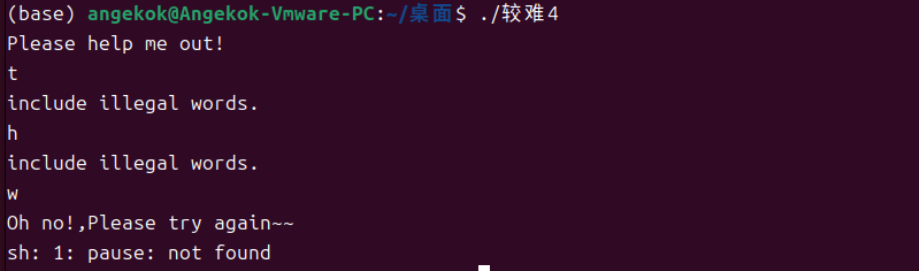 (base) angekok@Angekok-Vmware-PC:~/桌面$ ./较难4
Please help me out!
t
include illegal words.
h
include illegal words.
w
Oh no!,Please try again~~
sh: 1: pause: not found